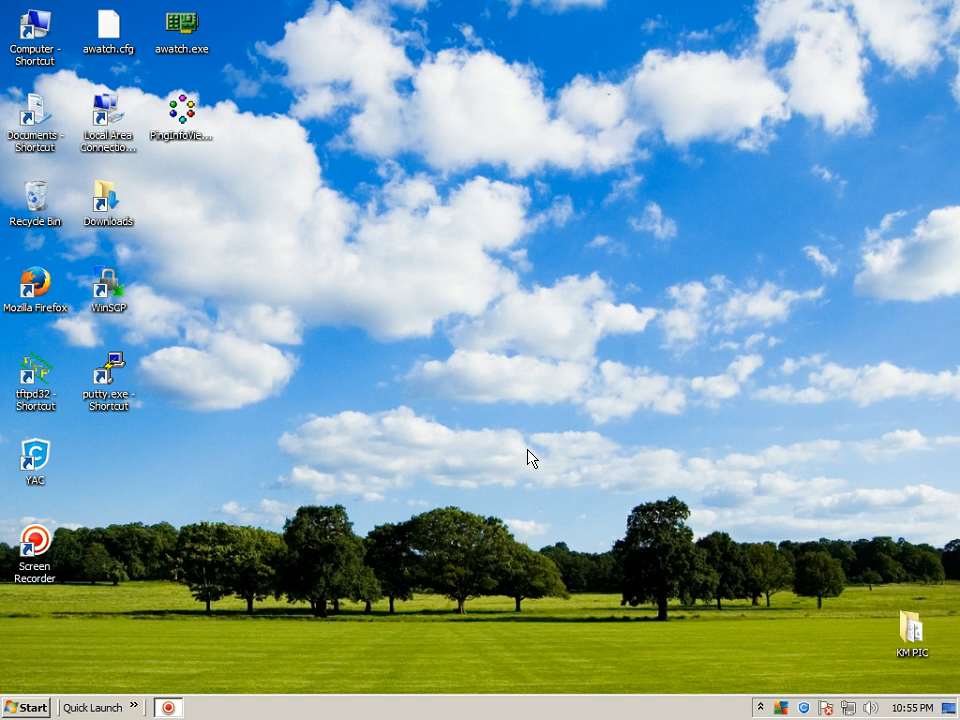 Computer -
Shortcut
awatch.cfg
awatch.exe
Documents -
Shortcut
Local Area
Connectio...
PingInfoVie...
Recycle Bin
Downloads
Mozilla Firefox
WinSCP
tftpd32 -
Shortcut
putty.exe -
Shortcut
YAC
Screen
Recorder
KM PIC
Start
Quick Launch
10:55 PM